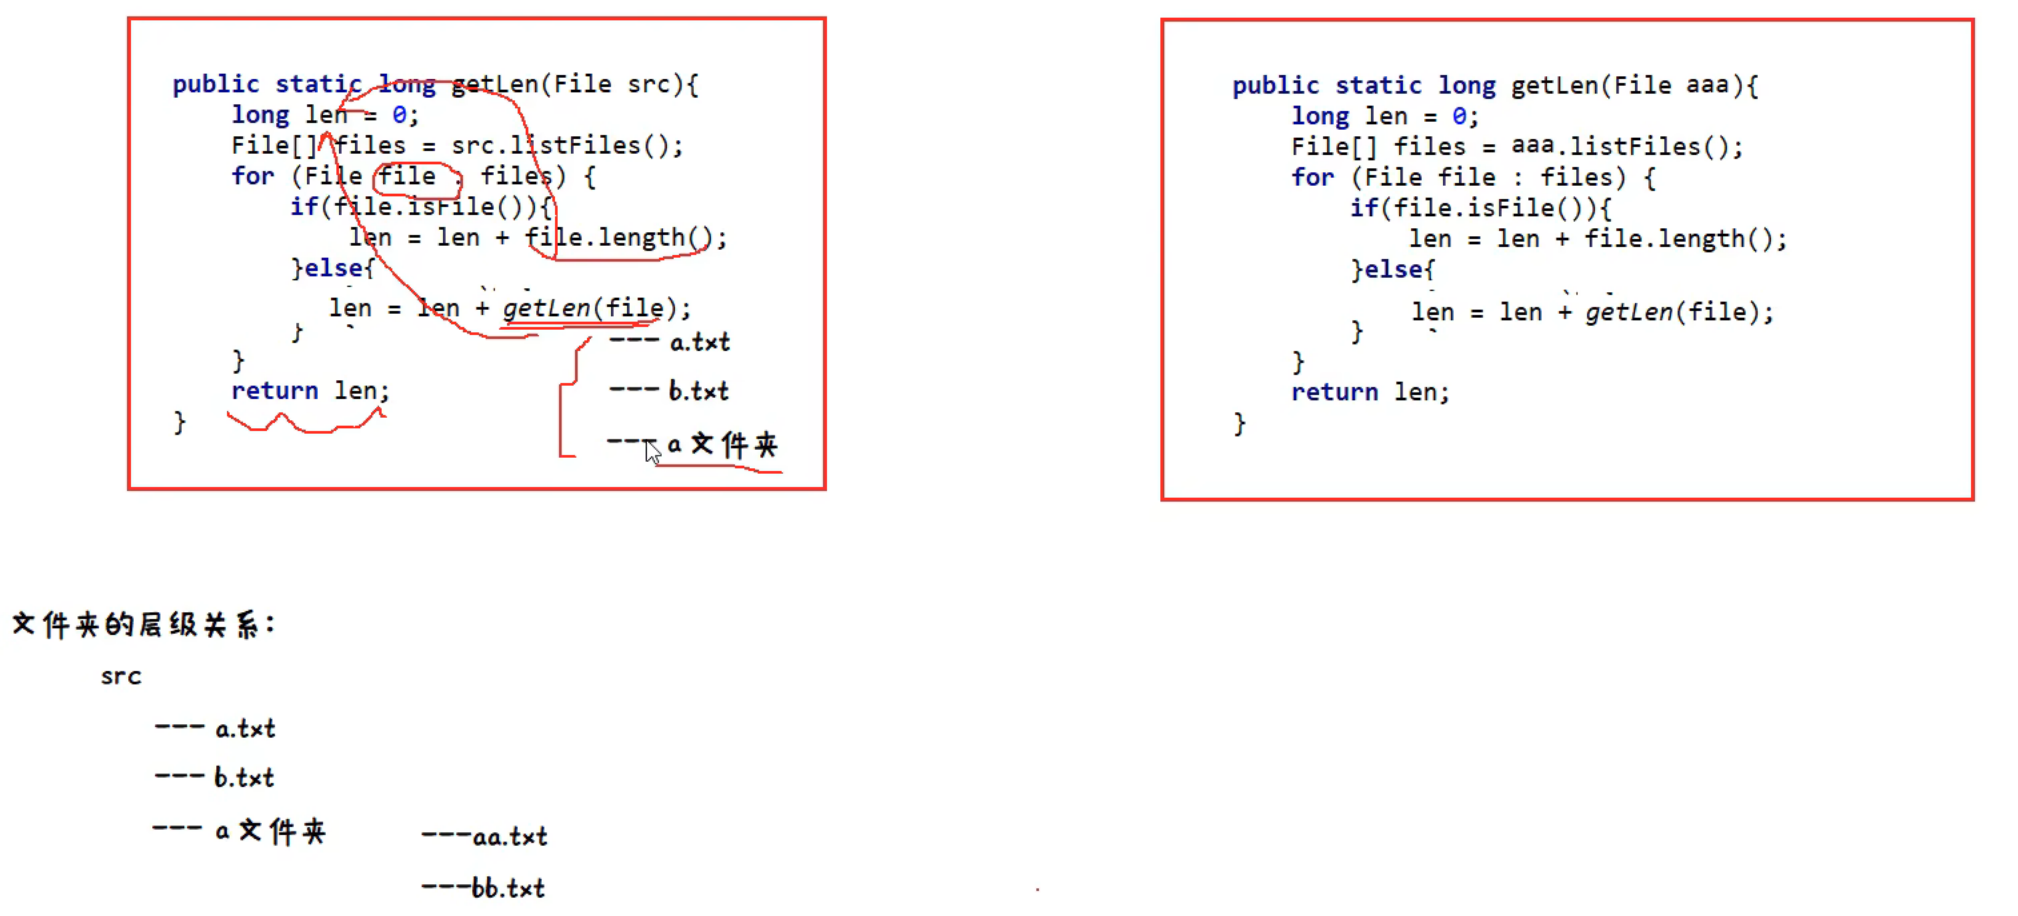 public static long getLen(File src){
long len = 0;
File[] files = src.listFiles();
for (File file : files) {
if(file.isFile()){
len = len + file.length();
}else{
len = len + getLen(file);
}
}
return len;
}
--- a.txt
--- b.txt
--- a文件夹
public static long getLen(File aaa){
long len = 0;
File[] files = aaa.listFiles();
for (File file : files) {
if(file.isFile()){
len = len + file.length();
}else{
len = len + getLen(file);
}
}
return len;
}
文件夹的层级关系：
src
--- a.txt
--- b.txt
--- a文件夹
---aa.txt
---bb.txt